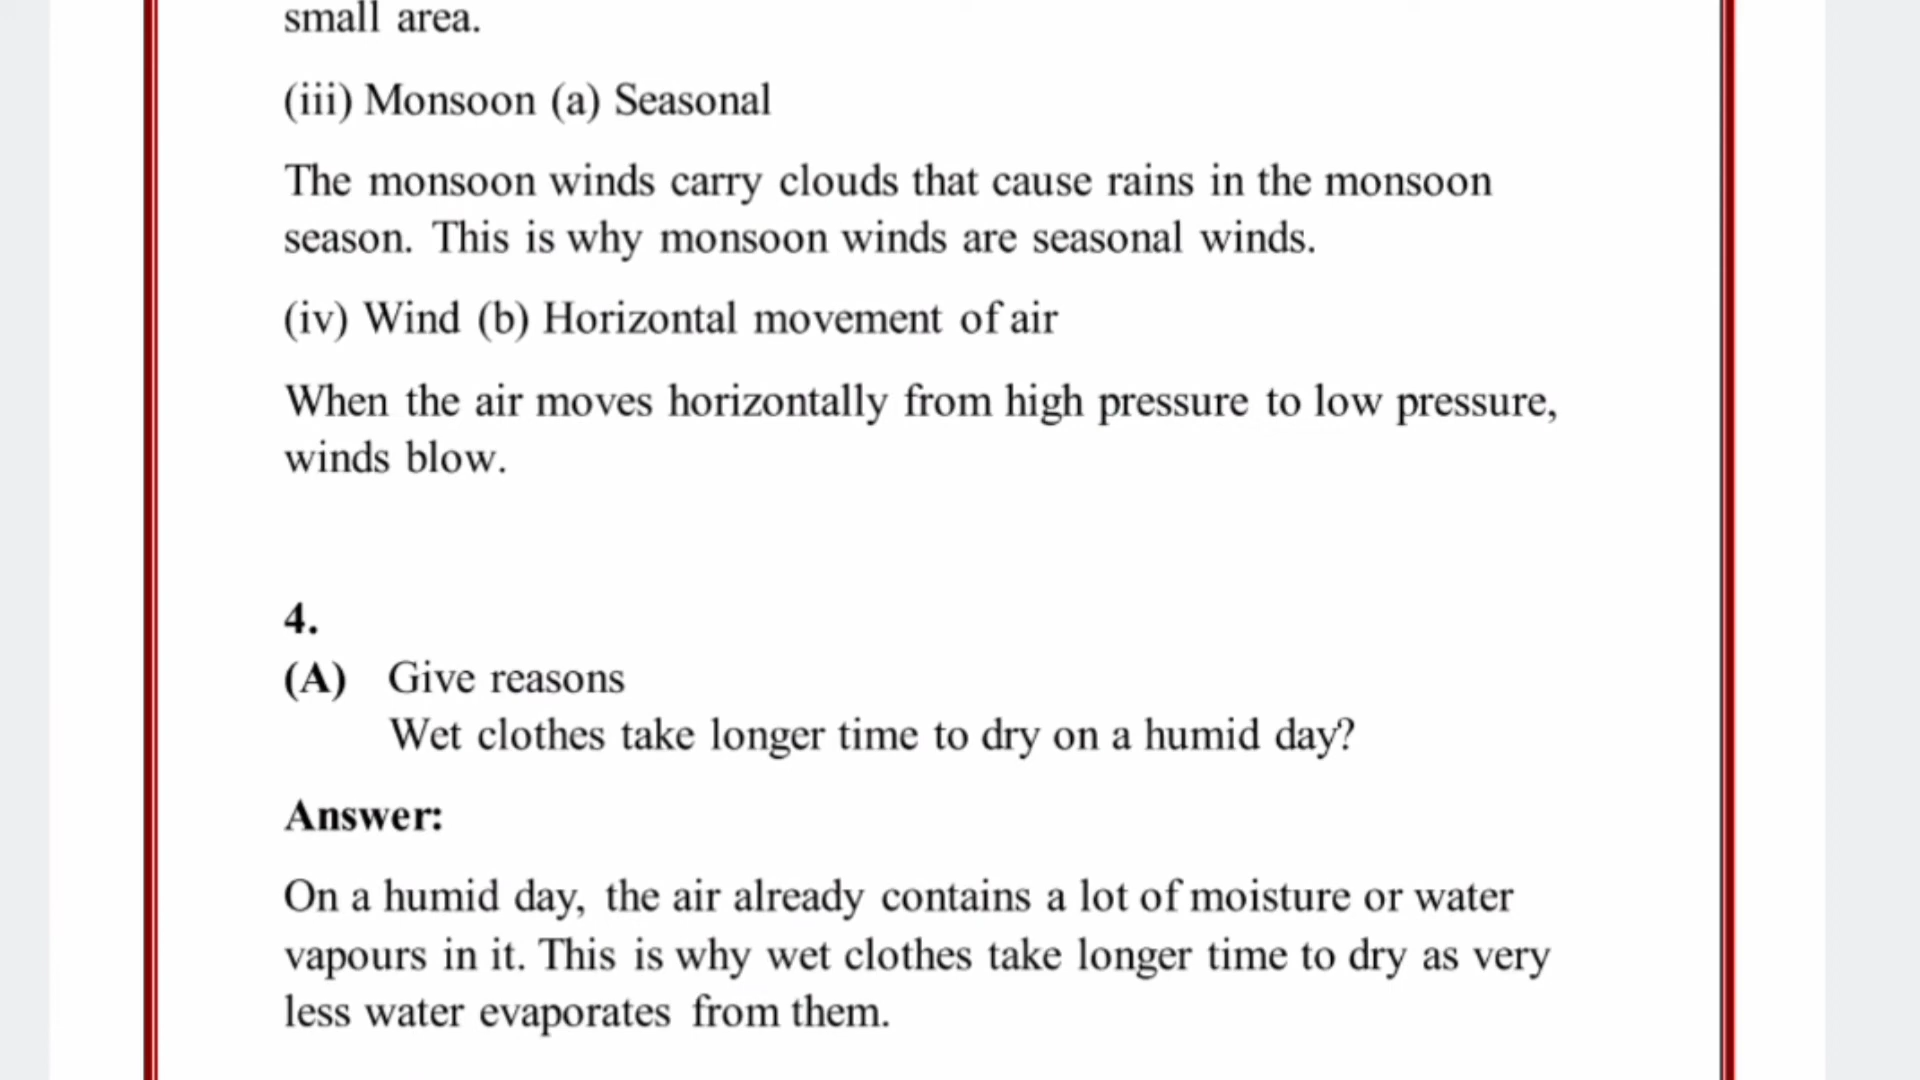 small area.
(iii) Monsoon (a) Seasonal
The monsoon winds carry clouds that cause rains in the monsoon
season. This is why monsoon winds are seasonal winds.
(iv) Wind (b) Horizontal movement of air
When the air moves horizontally from high pressure to low pressure,
winds blow.
4.
(A) Give reasons
Wet clothes take longer time to dry on a humid day?
Answer:
On a humid day, the air already contains a lot of moisture or water
vapours in it. This is why wet clothes take longer time to dry as very
less water evaporates from them.